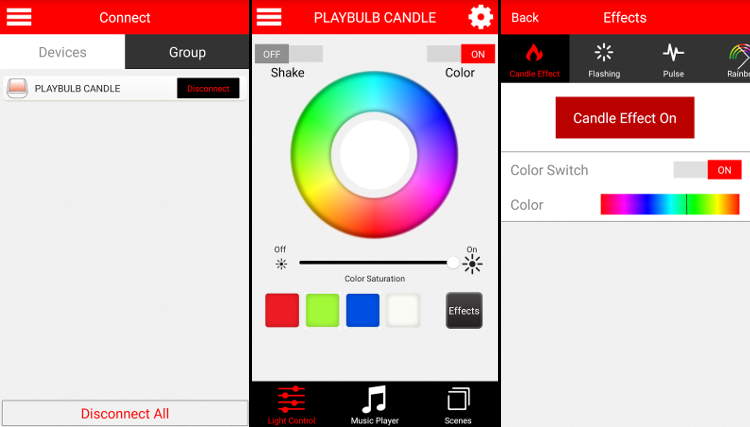 Connect
Devices
Group
PLAYBULB CANDLE
Disconnect
Disconnect All
PLAYBULB CANDLE
OFF
ON
Shake
Color
Off
On
Color Saturation
Effects
Light Control
Music Player
Scenes
Back
Effects
Candle Effect
Flashing
Pulse
Rainbo
Candle Effect On
Color Switch
ON
Color